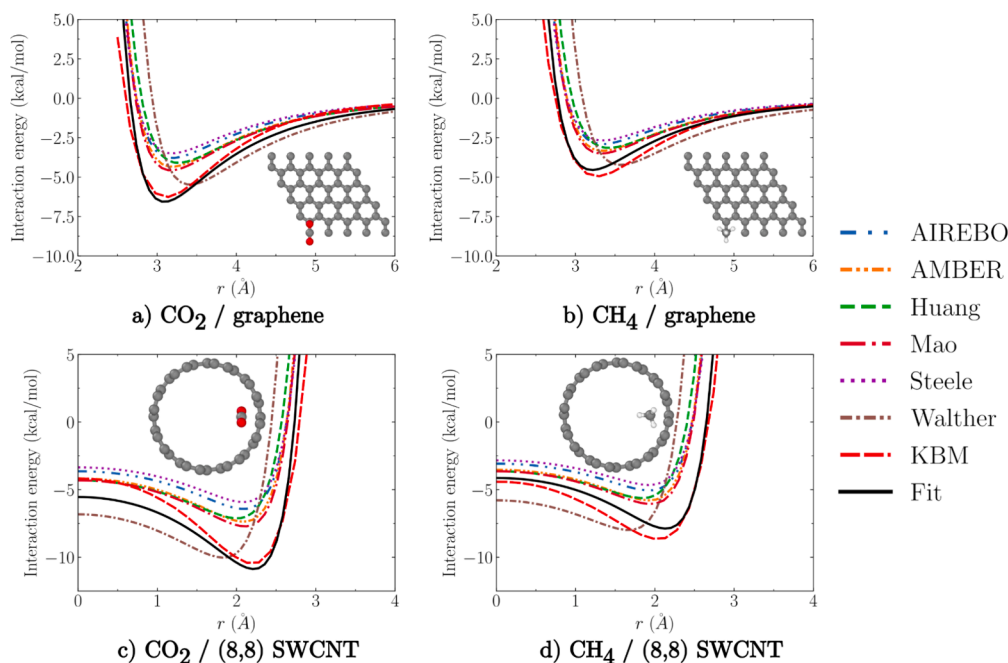 5.0
2.5
0.0
−2.5
−5.0
−7.5
−10.0
Interaction energy (kcal/mol)
1 2 3 4 5 6
r (Å)
a) CO2 / graphene
5.0
2.5
0.0
−2.5
−5.0
−7.5
−10.0
Interaction energy (kcal/mol)
1 2 3 4 5 6
r (Å)
b) CH4 / graphene
5
0
−5
−10
Interaction energy (kcal/mol)
0 1 2 3 4
r (Å)
c) CO2 / (8,8) SWCNT
5
0
−5
−10
Interaction energy (kcal/mol)
0 1 2 3 4
r (Å)
d) CH4 / (8,8) SWCNT
AIREBO
AMBER
Huang
Mao
Steele
Walther
KBM
Fit